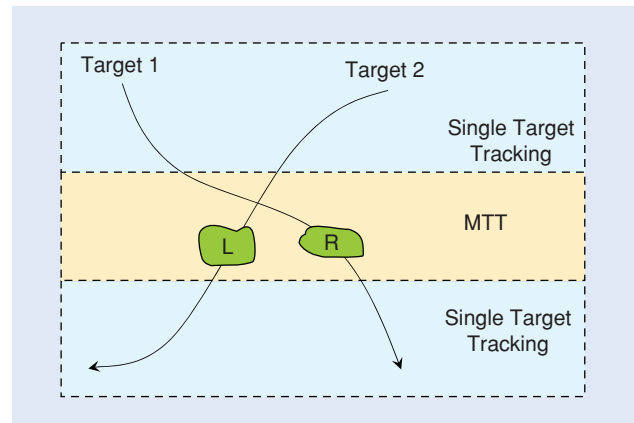 Target 1
Target 2
Single Target
Tracking
MTT
L
R
Single Target
Tracking